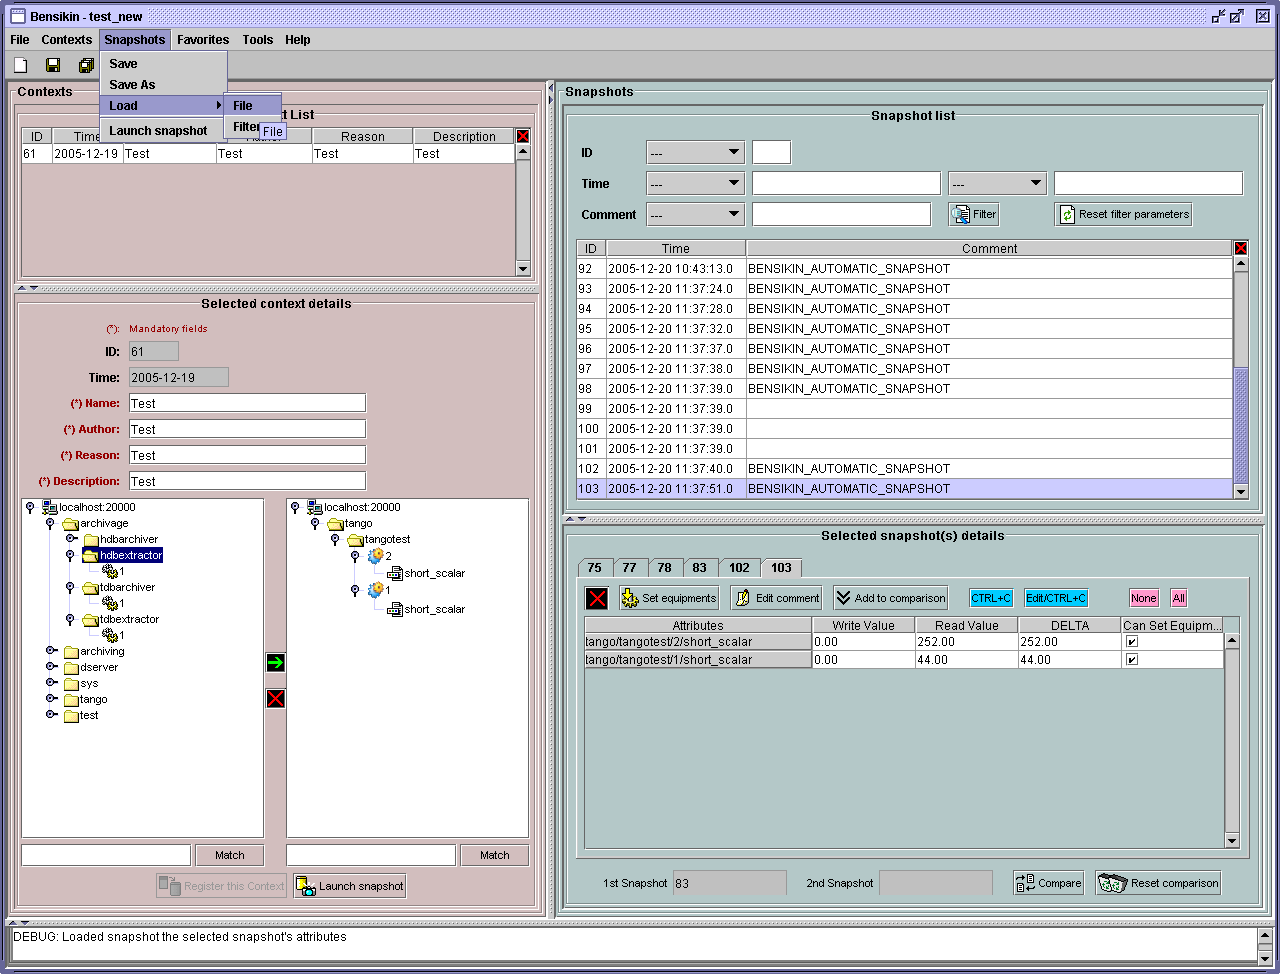 Bensikin - test_new
File Contexts Snapshots Favorites Tools Help
Save
Save As
Load
Launch snapshot
File
Filter
File
Contexts
t List
ID Time Reason Description
61 2005-12-19 Test Test Test Test
Selected context details
(*): Mandatory fields
ID: 61
Time: 2005-12-19
(*) Name: Test
(*) Author: Test
(*) Reason: Test
(*) Description: Test
localhost:20000
archivage
hdbarchiver
hdbextractor
1
tdbarchiver
1
tdbextractor
1
archiving
dserver
sys
tango
test
localhost:20000
tango
tangotest
2
short_scalar
1
short_scalar
Match
Match
Register this Context
Launch snapshot
Snapshots
Snapshot list
ID ---
Time --- ---
Comment --- Filter Reset filter parameters
ID Time Comment
92 2005-12-20 10:43:13.0 BENSIKIN_AUTOMATIC_SNAPSHOT
93 2005-12-20 11:37:24.0 BENSIKIN_AUTOMATIC_SNAPSHOT
94 2005-12-20 11:37:28.0 BENSIKIN_AUTOMATIC_SNAPSHOT
95 2005-12-20 11:37:32.0 BENSIKIN_AUTOMATIC_SNAPSHOT
96 2005-12-20 11:37:37.0 BENSIKIN_AUTOMATIC_SNAPSHOT
97 2005-12-20 11:37:38.0 BENSIKIN_AUTOMATIC_SNAPSHOT
98 2005-12-20 11:37:39.0 BENSIKIN_AUTOMATIC_SNAPSHOT
99 2005-12-20 11:37:39.0
100 2005-12-20 11:37:39.0
101 2005-12-20 11:37:39.0
102 2005-12-20 11:37:40.0 BENSIKIN_AUTOMATIC_SNAPSHOT
103 2005-12-20 11:37:51.0 BENSIKIN_AUTOMATIC_SNAPSHOT
Selected snapshot(s) details
75 77 78 83 102 103
Set equipments Edit comment Add to comparison CTRL+C Edit/CTRL+C None All
Attributes Write Value Read Value DELTA Can Set Equipm...
tango/tangotest/2/short_scalar 0.00 252.00 252.00
tango/tangotest/1/short_scalar 0.00 44.00 44.00
1st Snapshot 83 2nd Snapshot Compare Reset comparison
DEBUG: Loaded snapshot the selected snapshot's attributes